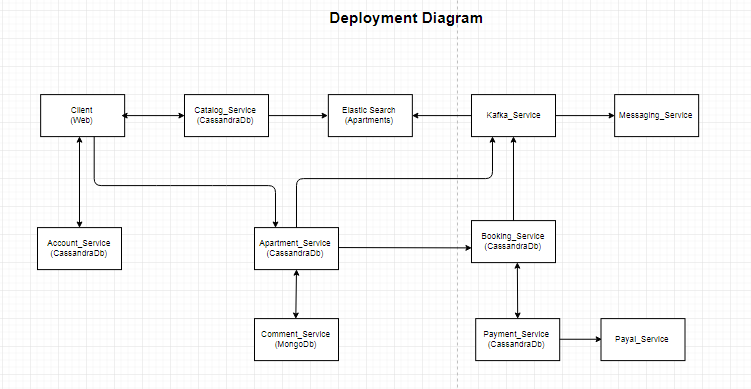 Deployment Diagram
Client
(Web)
Catalog_Service
(CassandraDb)
Elastic Search
(Apartments)
Kafka_Service
Messaging_Service
Account_Service
(CassandraDb)
Apartment_Service
(CassandraDb)
Booking_Service
(CassandraDb)
Comment_Service
(MongoDb)
Payment_Service
(CassandraDb)
Payal_Service